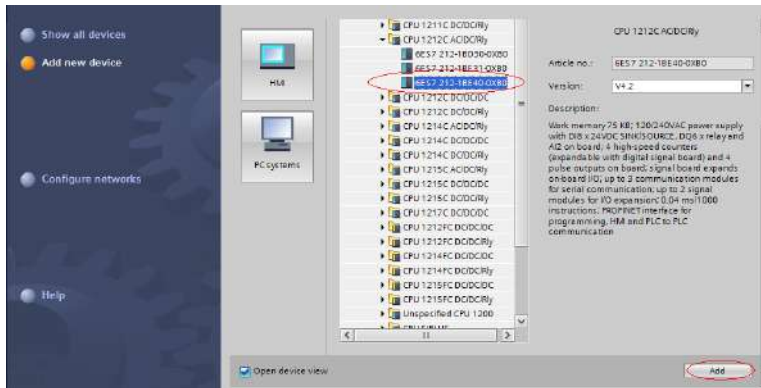 Show all devices
Add new device
Configure networks
Help
HMI
PC systems
CPU 1211C DC/DC/Rly
CPU 1212C AC/DC/Rly
6ES7 212-1BD30-0XB0
6ES7 212-1BE31-0XB0
6ES7 212-1BE40-0XB0
CPU 1212C DC/DC/DC
CPU 1212C DC/DC/Rly
CPU 1214C AC/DC/Rly
CPU 1214C DC/DC/DC
CPU 1214C DC/DC/Rly
CPU 1215C AC/DC/Rly
CPU 1215C DC/DC/DC
CPU 1215C DC/DC/Rly
CPU 1217C DC/DC/DC
CPU 1212FC DC/DC/DC
CPU 1212FC DC/DC/Rly
CPU 1214FC DC/DC/DC
CPU 1214FC DC/DC/Rly
CPU 1215FC DC/DC/DC
CPU 1215FC DC/DC/Rly
Unspecified CPU 1200
CPU SIPLUS
Open device view
CPU 1212C AC/DC/Rly
Article no.: 6ES7 212-1BE40-0XB0
Version: V4.2
Description:
Work memory 75 KB; 120/240VAC power supply
with DI8 x 24VDC SINK/SOURCE, DQ6 x relay and
AI2 on board; 4 high-speed counters
(expandable with digital signal board) and 4
pulse outputs on board; signal board expands
on-board I/O; up to 3 communication modules
for serial communication; up to 2 signal
modules for I/O expansion; 0.04 ms/1000
instructions; PROFINET interface for
programming, HMI and PLC to PLC
communication
Add